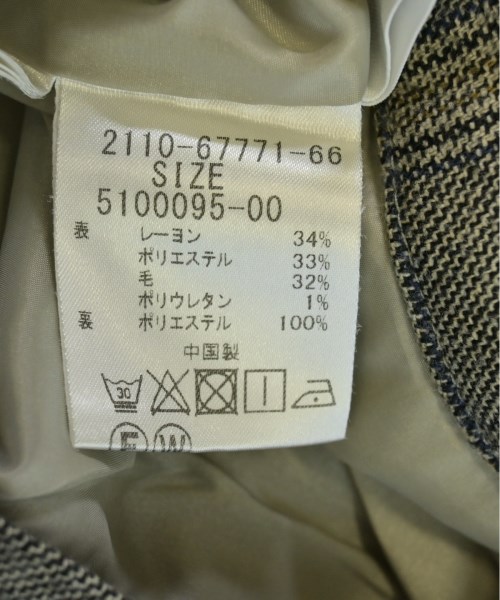 2110-67771-66
SIZE
5100095-00
表 レーヨン 34%
ポリエステル 33%
毛 32%
ポリウレタン 1%
裏 ポリエステル 100%
中国製
30
W